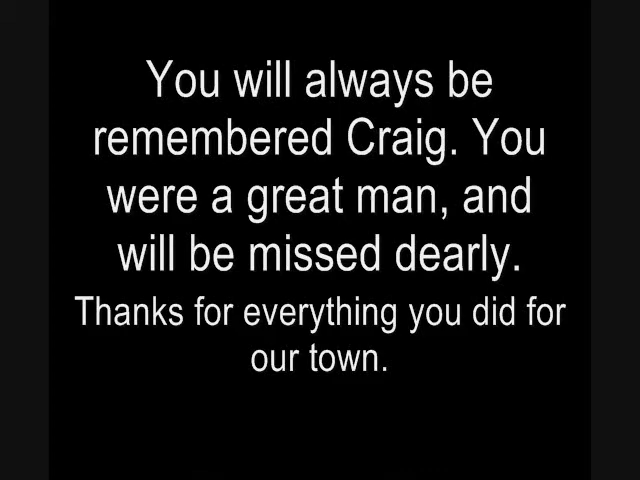 You will always be
remembered Craig. You
were a great man, and
will be missed dearly.
Thanks for everything you did for
our town.